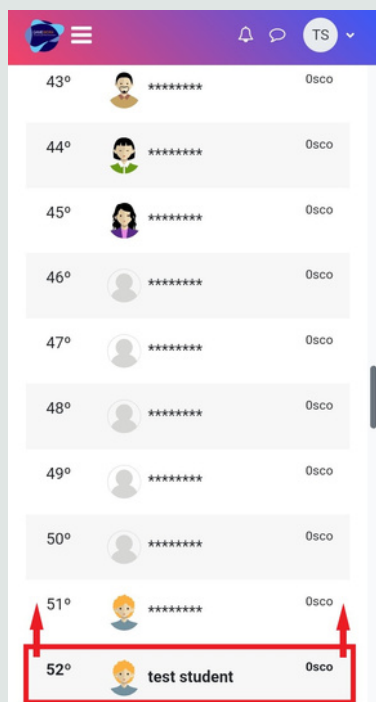 TS
43º ******** 0sco
44º ******** 0sco
45º ******** 0sco
46º ******** 0sco
47º ******** 0sco
48º ******** 0sco
49º ******** 0sco
50º ******** 0sco
51º ******** 0sco
52º test student 0sco